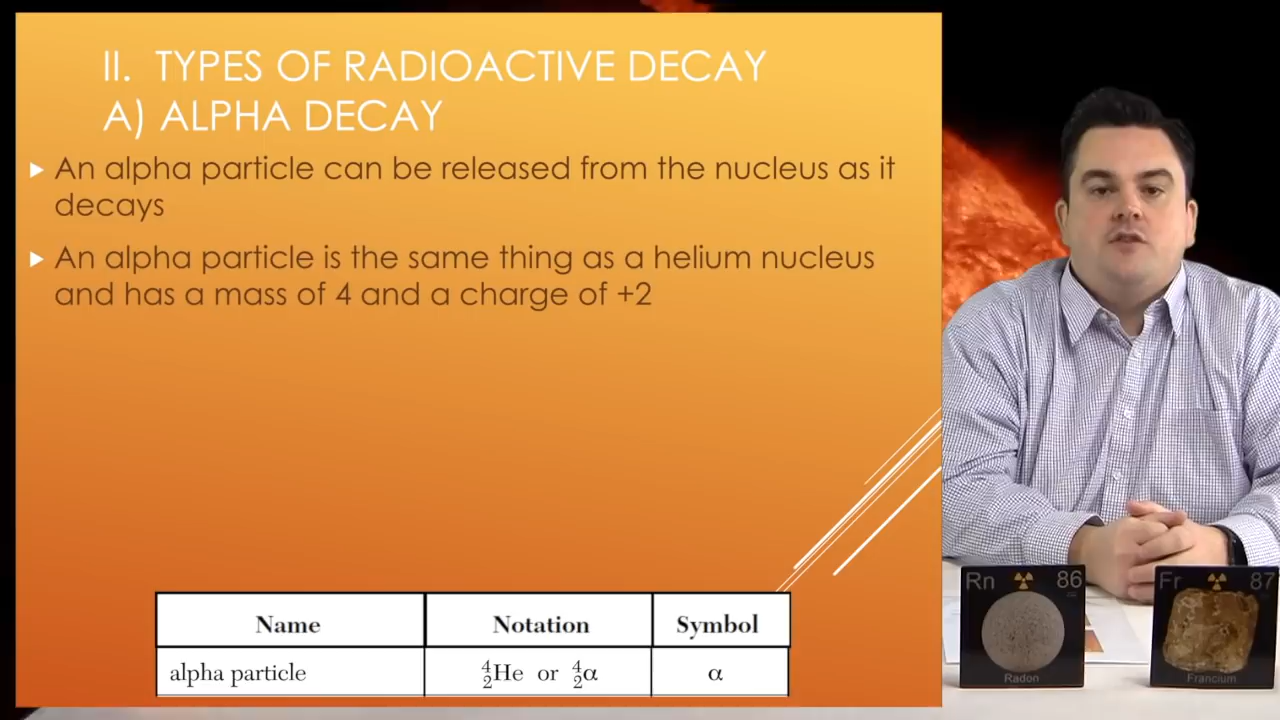 II. TYPES OF RADIOACTIVE DECAY
A) ALPHA DECAY
An alpha particle can be released from the nucleus as it
decays
An alpha particle is the same thing as a helium nucleus
and has a mass of 4 and a charge of +2
Name Notation Symbol
alpha particle ⁴₂He or ⁴₂α α
Rn 86
Radon
Fr 87
Francium